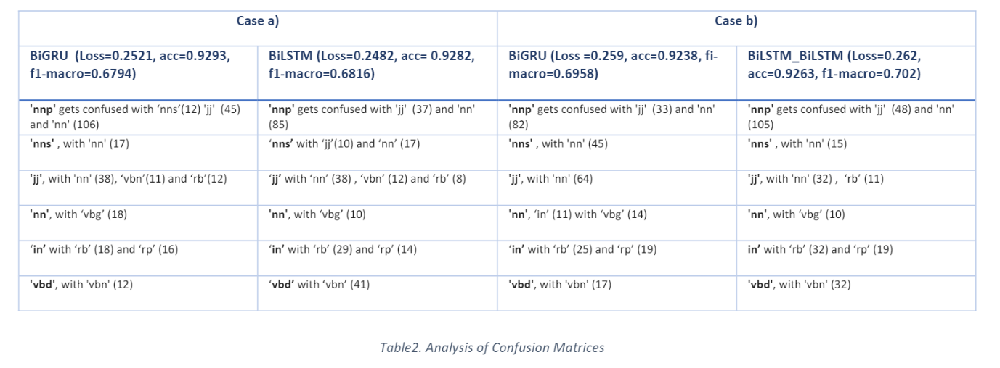 Case a)
Case b)
BiGRU  (Loss=0.2521, acc=0.9293,
f1-macro=0.6794)
BiLSTM (Loss=0.2482, acc= 0.9282,
f1-macro=0.6816)
BiGRU (Loss =0.259, acc=0.9238, fi-
macro=0.6958)
BiLSTM_BiLSTM (Loss=0.262,
acc=0.9263, f1-macro=0.702)
'nnp' gets confused with ‘nns’(12) 'jj'  (45)
and 'nn' (106)
'nnp' gets confused with 'jj'  (37) and 'nn'
(85)
'nnp' gets confused with 'jj'  (33) and 'nn'
(82)
'nnp' gets confused with 'jj'  (48) and 'nn'
(105)
'nns' , with 'nn' (17)
‘nns’ with ‘jj’(10) and ‘nn’ (17)
'nns' , with 'nn' (45)
'nns' , with 'nn' (15)
'jj', with 'nn' (38), ‘vbn’(11) and ‘rb’(12)
‘jj’ with ‘nn’ (38) , ‘vbn’ (12) and ‘rb’ (8)
'jj', with 'nn' (64)
'jj', with 'nn' (32) ,  ‘rb’ (11)
'nn', with ‘vbg’ (18)
'nn', with ‘vbg’ (10)
'nn', ‘in’ (11) with ‘vbg’ (14)
'nn', with ‘vbg’ (10)
‘in’ with ‘rb’ (18) and ‘rp’ (16)
‘in’ with ‘rb’ (29) and ‘rp’ (14)
‘in’ with ‘rb’ (25) and ‘rp’ (19)
in’ with ‘rb’ (32) and ‘rp’ (19)
'vbd', with 'vbn' (12)
‘vbd’ with ‘vbn’ (41)
'vbd', with 'vbn' (17)
'vbd', with 'vbn' (32)
Table2. Analysis of Confusion Matrices